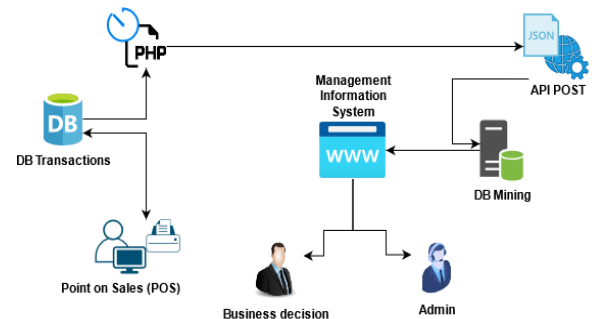 PHP
JSON
API POST
Management
Information
System
WWW
DB
DB Transactions
DB Mining
Point on Sales (POS)
Business decision
Admin